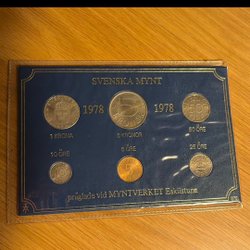 SVENSKA MYNT
1978 1978
1 KRONA 5 KRONOR 50 ÖRE
10 ÖRE 5 ÖRE 25 ÖRE
präglade vid MYNTVERKET Eskilstuna